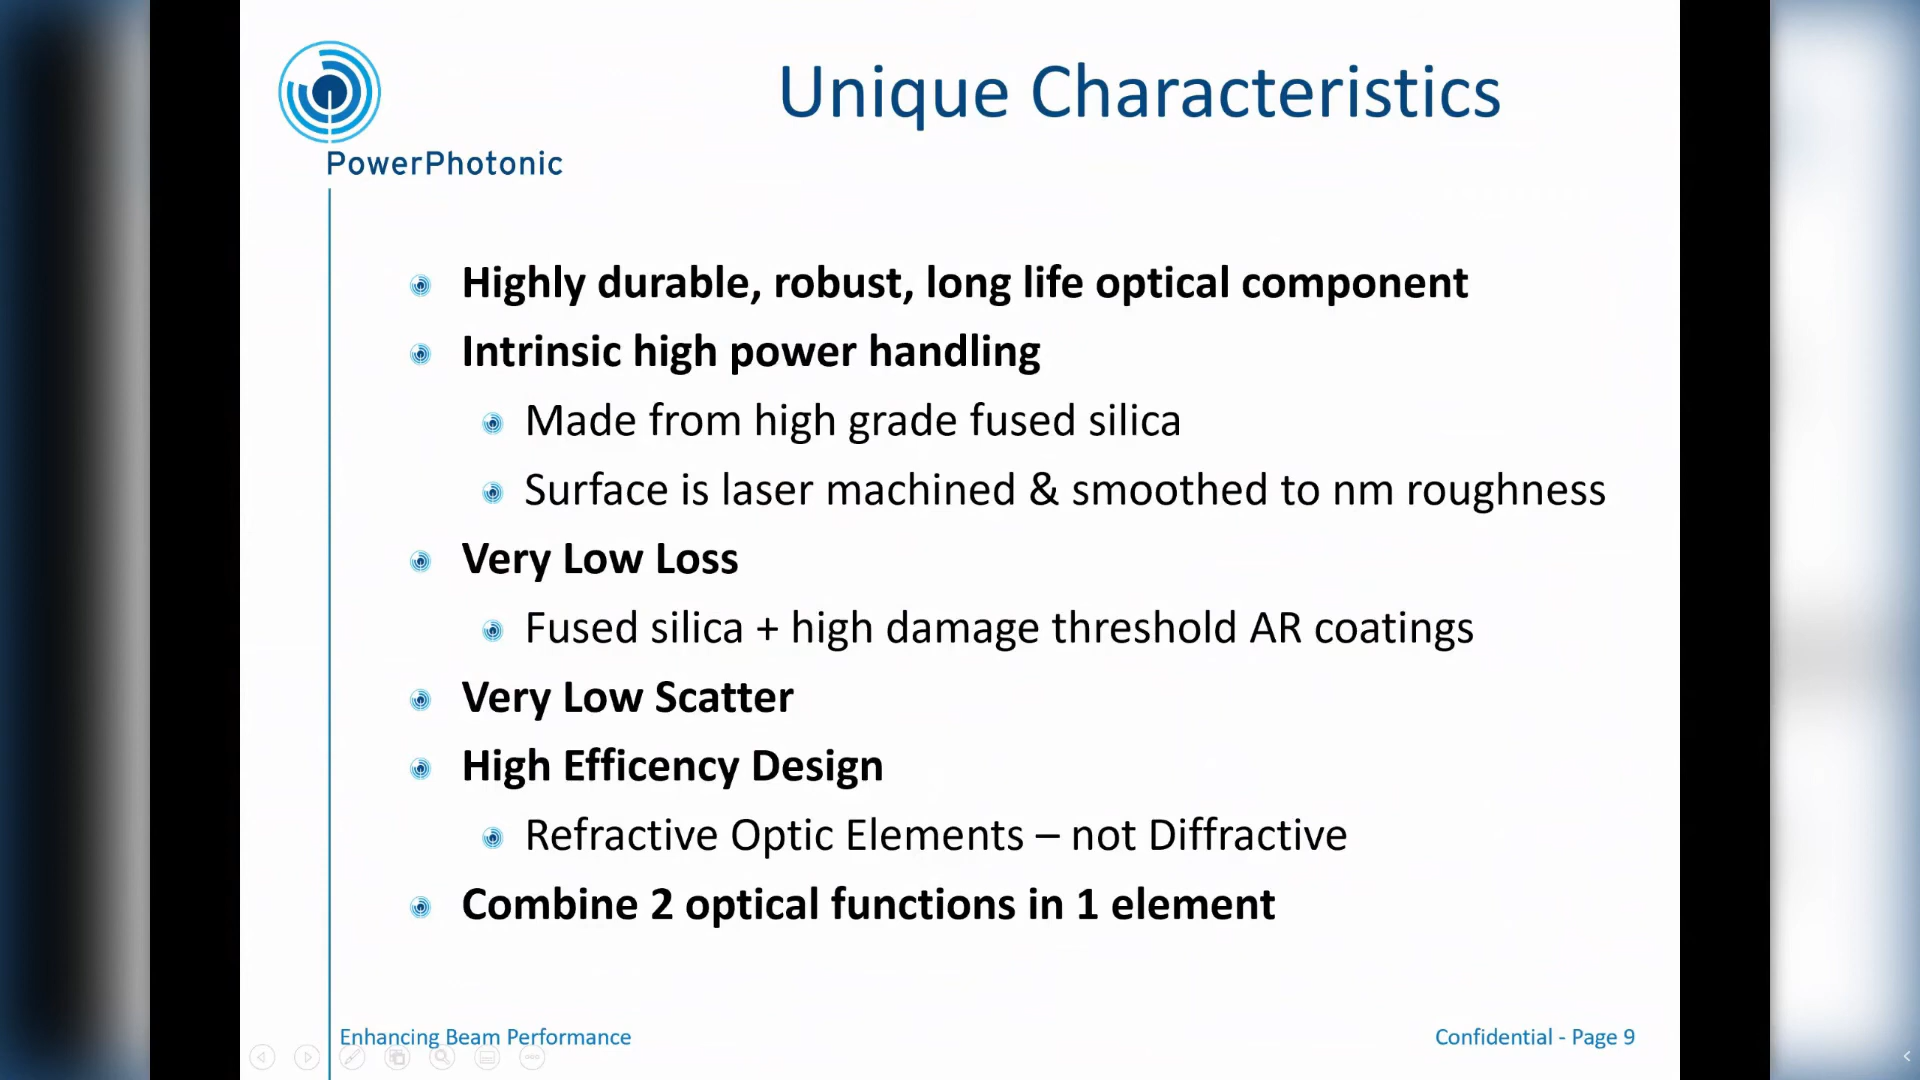 Unique Characteristics
PowerPhotonic
Highly durable, robust, long life optical component
Intrinsic high power handling
Made from high grade fused silica
Surface is laser machined & smoothed to nm roughness
Very Low Loss
Fused silica + high damage threshold AR coatings
Very Low Scatter
High Efficency Design
Refractive Optic Elements – not Diffractive
Combine 2 optical functions in 1 element
Enhancing Beam Performance
Confidential - Page 9